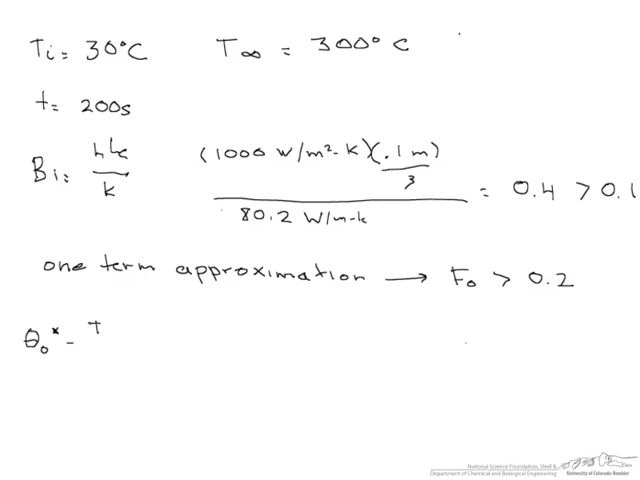 Ti = 30°C T∞ = 300° C
t = 200s
Bi = hLc / k (1000 W/m²-K)(.1 m / 3) / 80.2 W/m-k = 0.4 > 0.1
one term approximation → Fo > 0.2
θo* = T
National Science Foundation, Shell &
Department of Chemical and Biological Engineering University of Colorado Boulder